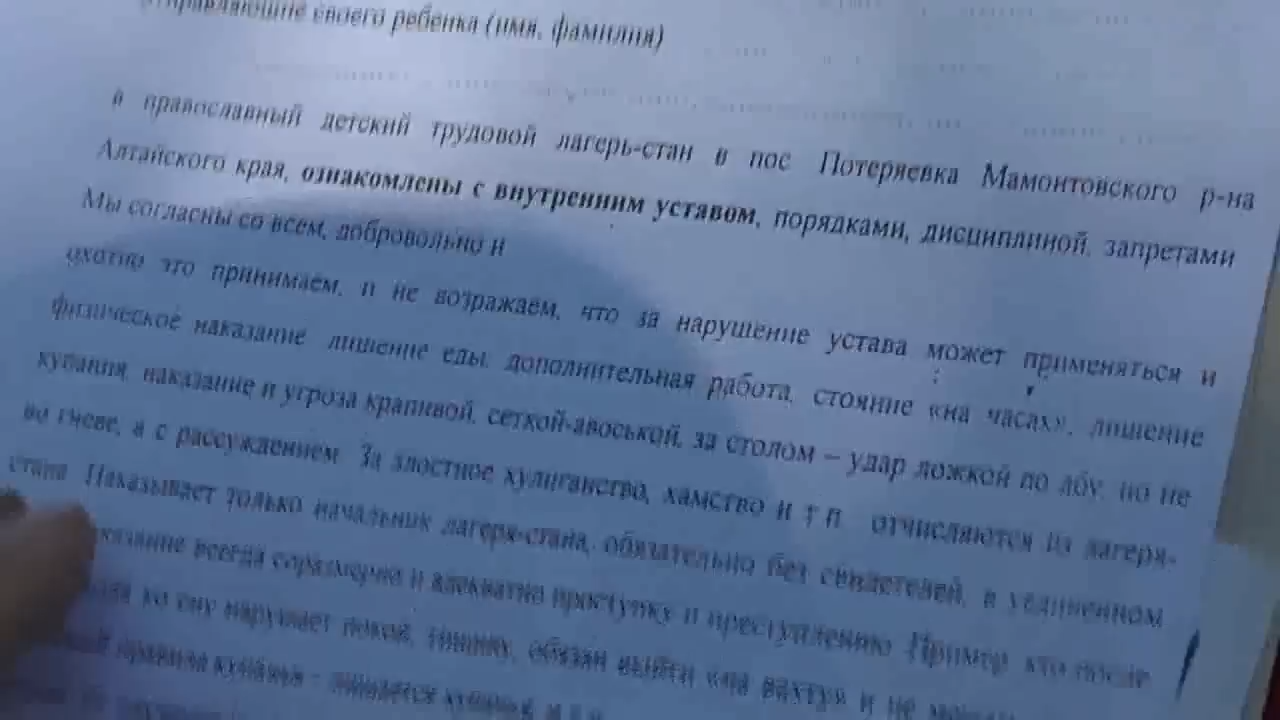 своего ребенка (имя, фамилия)
в православный детский трудовой лагерь-стан в пос Потеряевка Мамонтовского р-на
Алтайского края, ознакомлены с внутренним уставом, порядками, дисциплиной, запретами
Мы согласны со всем, добровольно и
охотно это принимаем, и не возражаем, что за нарушение устава может применяться и
физическое наказание лишение еды, дополнительная работа, стояние «на часах», лишение
купания, наказание и угроза крапивой, сеткой-авоськой, за столом – удар ложкой по лбу, но не
во гневе, а с рассуждением За злостное хулиганство, хамство и т п отчисляются из лагеря-
стана Наказывает только начальник лагеря-стана, обязательно без свидетелей, в уединенном
всегда соразмерно и адекватно проступку и преступлению Пример кто после
ко сну нарушает покой, тишину, обязан выйти «на вахту» и не
правила купанья - лишается купанья, и т п